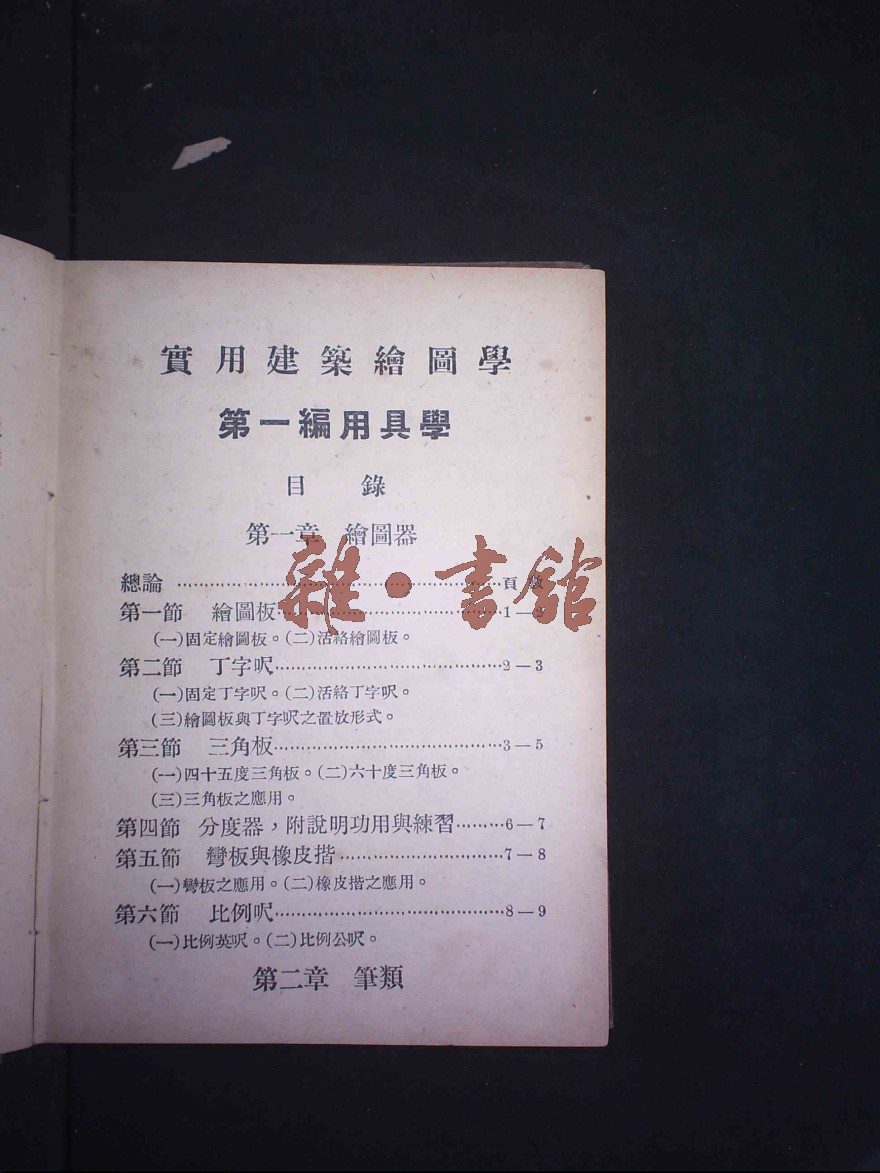 實用建築繪圖學
第一編用具學
目 錄
第一章 繪圖器
總論 ……………………………………頁數
第一節 繪圖板……………………………1—2
(一)固定繪圖板。(二)活絡繪圖板。
雜·書館
第二節 丁字呎……………………………2—3
(一)固定丁字呎。(二)活絡丁字呎。
(三)繪圖板與丁字呎之置放形式。
第三節 三角板……………………………3—5
(一)四十五度三角板。(二)六十度三角板。
(三)三角板之應用。
第四節 分度器,附說明功用與練習………6—7
第五節 彎板與橡皮揩……………………7—8
(一)彎板之應用。(二)橡皮揩之應用。
第六節 比例呎……………………………8—9
(一)比例英呎。(二)比例公呎。
第二章 筆類